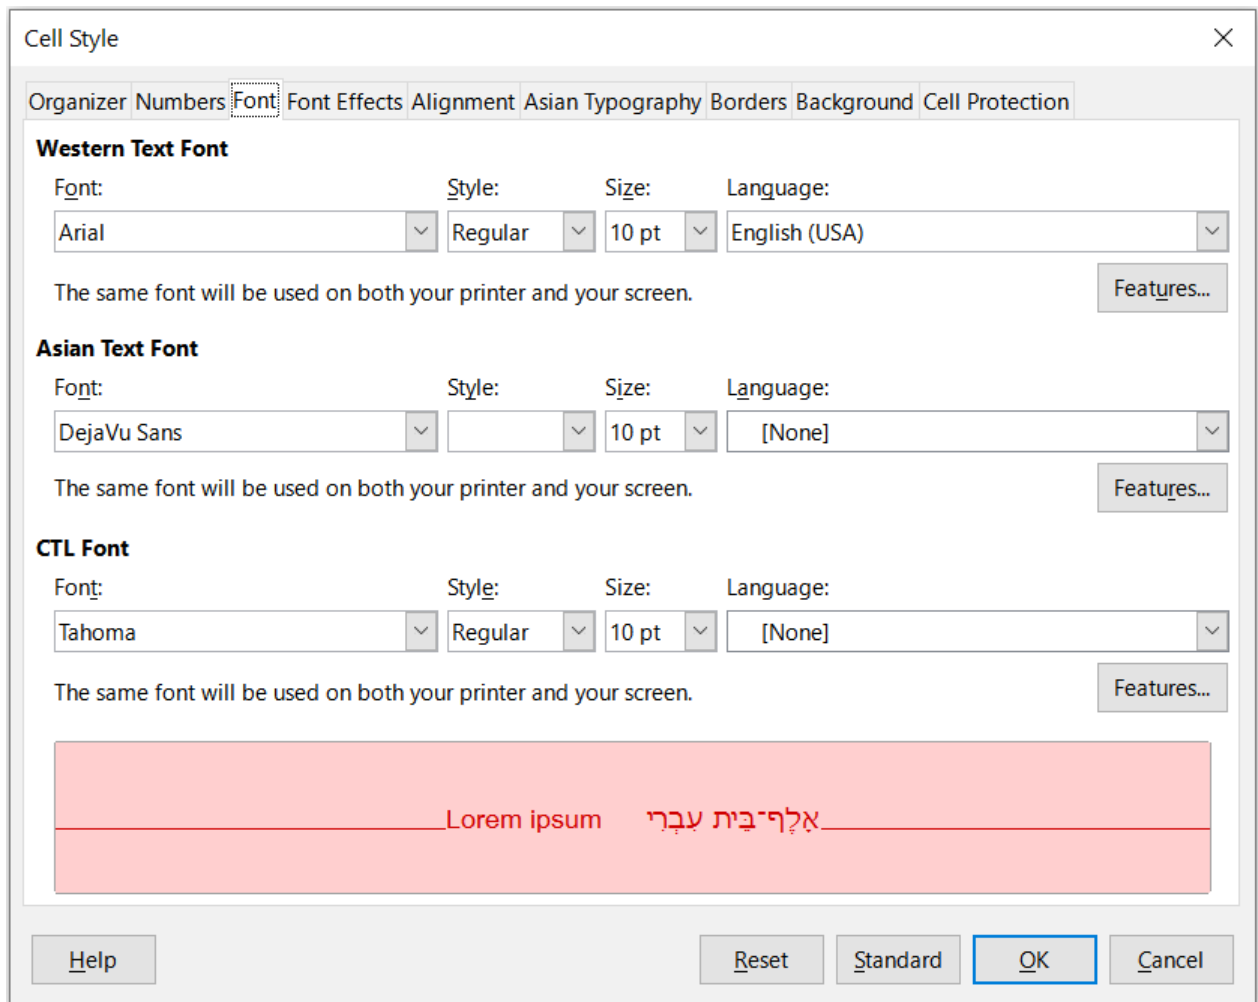 Cell Style
Organizer Numbers Font Font Effects Alignment Asian Typography Borders Background Cell Protection
Western Text Font
Font: Style: Size: Language:
Arial Regular 10 pt English (USA)
The same font will be used on both your printer and your screen. Features...
Asian Text Font
Font: Style: Size: Language:
DejaVu Sans 10 pt [None]
The same font will be used on both your printer and your screen. Features...
CTL Font
Font: Style: Size: Language:
Tahoma Regular 10 pt [None]
The same font will be used on both your printer and your screen. Features...
Lorem ipsum אָלֶף־בֵּית עִבְרִי
Help Reset Standard OK Cancel